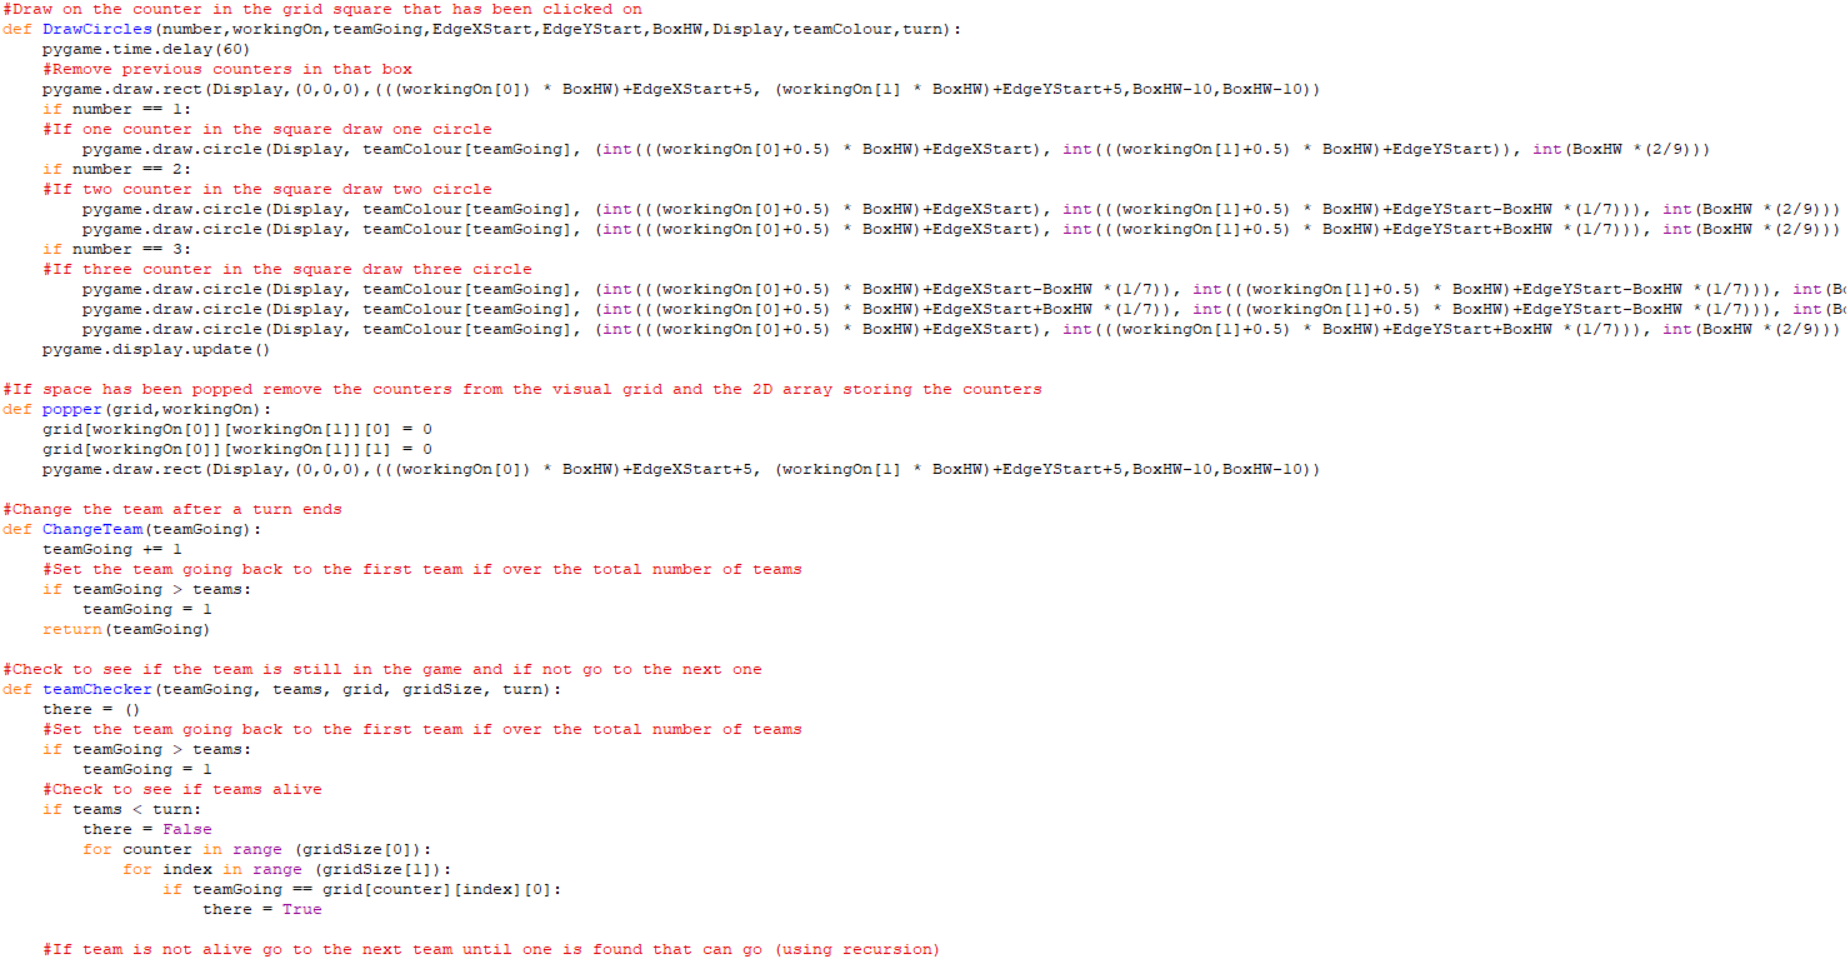 #Draw on the counter in the grid square that has been clicked on
def DrawCircles(number,workingOn,teamGoing,EdgeXStart,EdgeYStart,BoxHW,Display,teamColour,turn):
    pygame.time.delay(60)
    #Remove previous counters in that box
    pygame.draw.rect(Display,(0,0,0),(((workingOn[0]) * BoxHW)+EdgeXStart+5, (workingOn[1] * BoxHW)+EdgeYStart+5,BoxHW-10,BoxHW-10))
    if number == 1:
    #If one counter in the square draw one circle
        pygame.draw.circle(Display, teamColour[teamGoing], (int(((workingOn[0]+0.5) * BoxHW)+EdgeXStart), int(((workingOn[1]+0.5) * BoxHW)+EdgeYStart)), int(BoxHW *(2/9)))
    if number == 2:
    #If two counter in the square draw two circle
        pygame.draw.circle(Display, teamColour[teamGoing], (int(((workingOn[0]+0.5) * BoxHW)+EdgeXStart), int(((workingOn[1]+0.5) * BoxHW)+EdgeYStart-BoxHW *(1/7))), int(BoxHW *(2/9)))
        pygame.draw.circle(Display, teamColour[teamGoing], (int(((workingOn[0]+0.5) * BoxHW)+EdgeXStart), int(((workingOn[1]+0.5) * BoxHW)+EdgeYStart+BoxHW *(1/7))), int(BoxHW *(2/9)))
    if number == 3:
    #If three counter in the square draw three circle
        pygame.draw.circle(Display, teamColour[teamGoing], (int(((workingOn[0]+0.5) * BoxHW)+EdgeXStart-BoxHW *(1/7)), int(((workingOn[1]+0.5) * BoxHW)+EdgeYStart-BoxHW *(1/7))), int(B
        pygame.draw.circle(Display, teamColour[teamGoing], (int(((workingOn[0]+0.5) * BoxHW)+EdgeXStart+BoxHW *(1/7)), int(((workingOn[1]+0.5) * BoxHW)+EdgeYStart-BoxHW *(1/7))), int(B
        pygame.draw.circle(Display, teamColour[teamGoing], (int(((workingOn[0]+0.5) * BoxHW)+EdgeXStart), int(((workingOn[1]+0.5) * BoxHW)+EdgeYStart+BoxHW *(1/7))), int(BoxHW *(2/9)))
    pygame.display.update()

#If space has been popped remove the counters from the visual grid and the 2D array storing the counters
def popper(grid,workingOn):
    grid[workingOn[0]][workingOn[1]][0] = 0
    grid[workingOn[0]][workingOn[1]][1] = 0
    pygame.draw.rect(Display,(0,0,0),(((workingOn[0]) * BoxHW)+EdgeXStart+5, (workingOn[1] * BoxHW)+EdgeYStart+5,BoxHW-10,BoxHW-10))

#Change the team after a turn ends
def ChangeTeam(teamGoing):
    teamGoing += 1
    #Set the team going back to the first team if over the total number of teams
    if teamGoing > teams:
        teamGoing = 1
    return(teamGoing)

#Check to see if the team is still in the game and if not go to the next one
def teamChecker(teamGoing, teams, grid, gridSize, turn):
    there = ()
    #Set the team going back to the first team if over the total number of teams
    if teamGoing > teams:
        teamGoing = 1
    #Check to see if teams alive
    if teams < turn:
        there = False
        for counter in range (gridSize[0]):
            for index in range (gridSize[1]):
                if teamGoing == grid[counter][index][0]:
                    there = True

    #If team is not alive go to the next team until one is found that can go (using recursion)